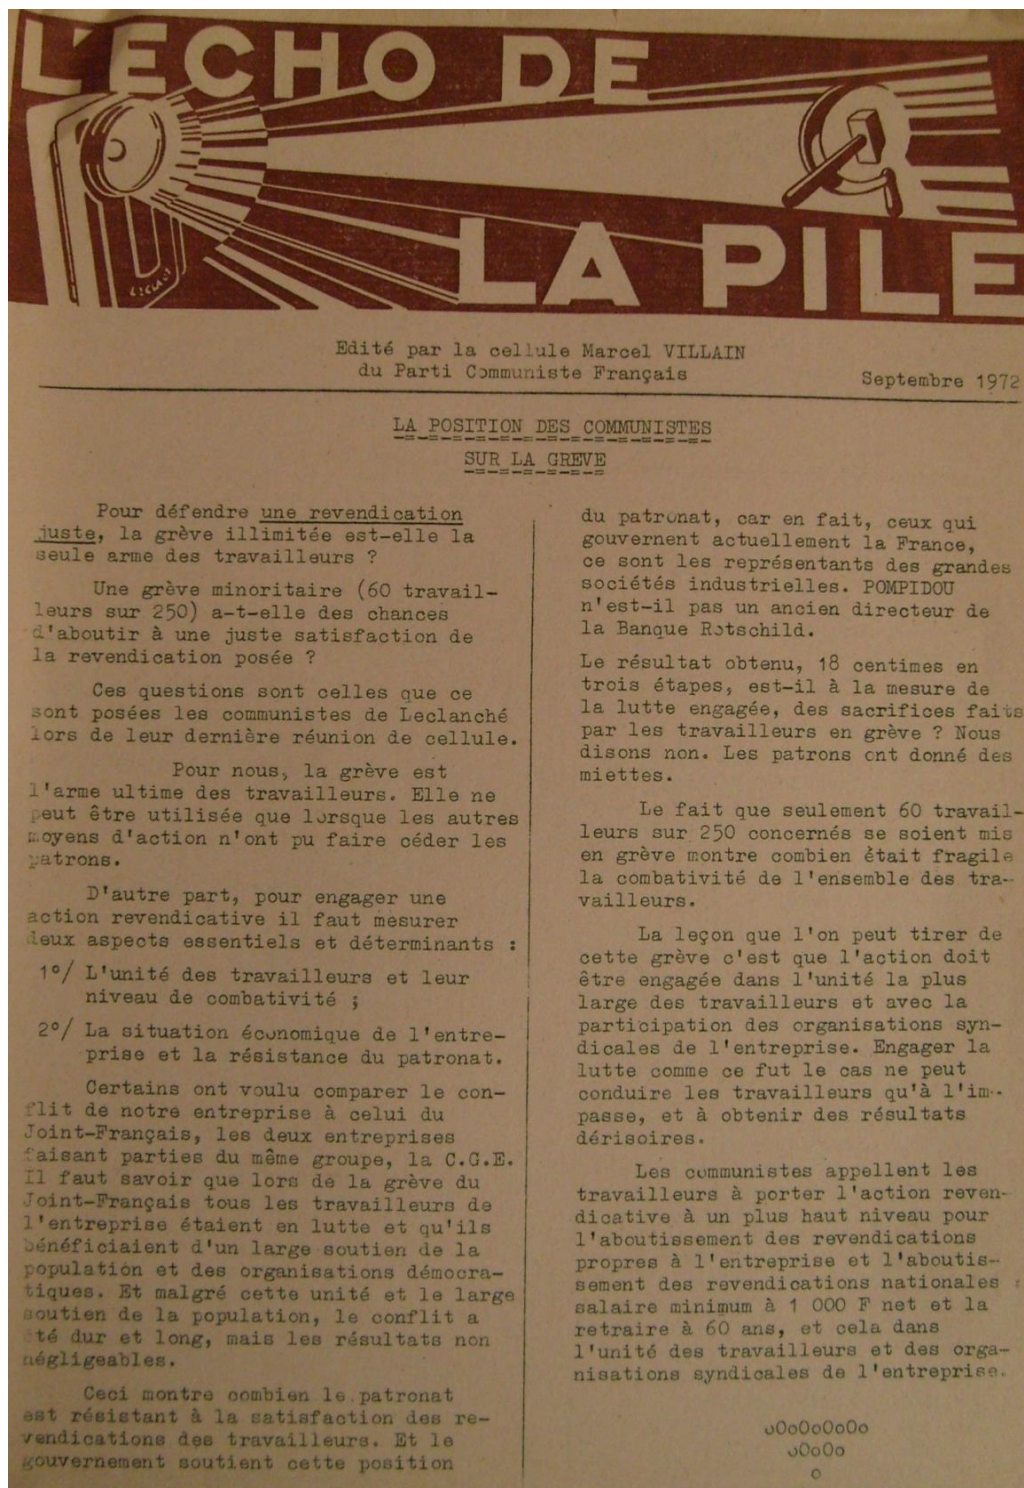 L'ECHO DE
LA PILE
Edité par la cellule Marcel VILLAIN
du Parti Communiste Français
Septembre 1972
LA POSITION DES COMMUNISTES
SUR LA GREVE
Pour défendre une revendication
juste, la grève illimitée est-elle la
seule arme des travailleurs ?
Une grève minoritaire (60 travail-
leurs sur 250) a-t-elle des chances
d'aboutir à une juste satisfaction de
la revendication posée ?
Ces questions sont celles que ce
sont posées les communistes de Leclanché
lors de leur dernière réunion de cellule.
Pour nous, la grève est
l'arme ultime des travailleurs. Elle ne
peut être utilisée que lorsque les autres
moyens d'action n'ont pu faire céder les
patrons.
D'autre part, pour engager une
action revendicative il faut mesurer
deux aspects essentiels et déterminants :
1°/ L'unité des travailleurs et leur
niveau de combativité ;
2°/ La situation économique de l'entre-
prise et la résistance du patronat.
Certains ont voulu comparer le con-
flit de notre entreprise à celui du
Joint-Français, les deux entreprises
faisant parties du même groupe, la C.G.E.
Il faut savoir que lors de la grève du
Joint-Français tous les travailleurs de
l'entreprise étaient en lutte et qu'ils
bénéficiaient d'un large soutien de la
population et des organisations démocra-
tiques. Et malgré cette unité et le large
soutien de la population, le conflit a
été dur et long, mais les résultats non
négligeables.
Ceci montre combien le patronat
est résistant à la satisfaction des re-
vendications des travailleurs. Et le
gouvernement soutient cette position
du patronat, car en fait, ceux qui
gouvernent actuellement la France,
ce sont les représentants des grandes
sociétés industrielles. POMPIDOU
n'est-il pas un ancien directeur de
la Banque Rotschild.
Le résultat obtenu, 18 centimes en
trois étapes, est-il à la mesure de
la lutte engagée, des sacrifices faits
par les travailleurs en grève ? Nous
disons non. Les patrons ont donné des
miettes.
Le fait que seulement 60 travail-
leurs sur 250 concernés se soient mis
en grève montre combien était fragile
la combativité de l'ensemble des tra-
vailleurs.
La leçon que l'on peut tirer de
cette grève c'est que l'action doit
être engagée dans l'unité la plus
large des travailleurs et avec la
participation des organisations syn-
dicales de l'entreprise. Engager la
lutte comme ce fut le cas ne peut
conduire les travailleurs qu'à l'im-
passe, et à obtenir des résultats
dérisoires.
Les communistes appellent les
travailleurs à porter l'action reven-
dicative à un plus haut niveau pour
l'aboutissement des revendications
propres à l'entreprise et l'aboutis-
sement des revendications nationales :
salaire minimum à 1 000 F net et la
retraire à 60 ans, et cela dans
l'unité des travailleurs et des orga-
nisations syndicales de l'entreprise.
oOoOoOoOo
oOoOo
o